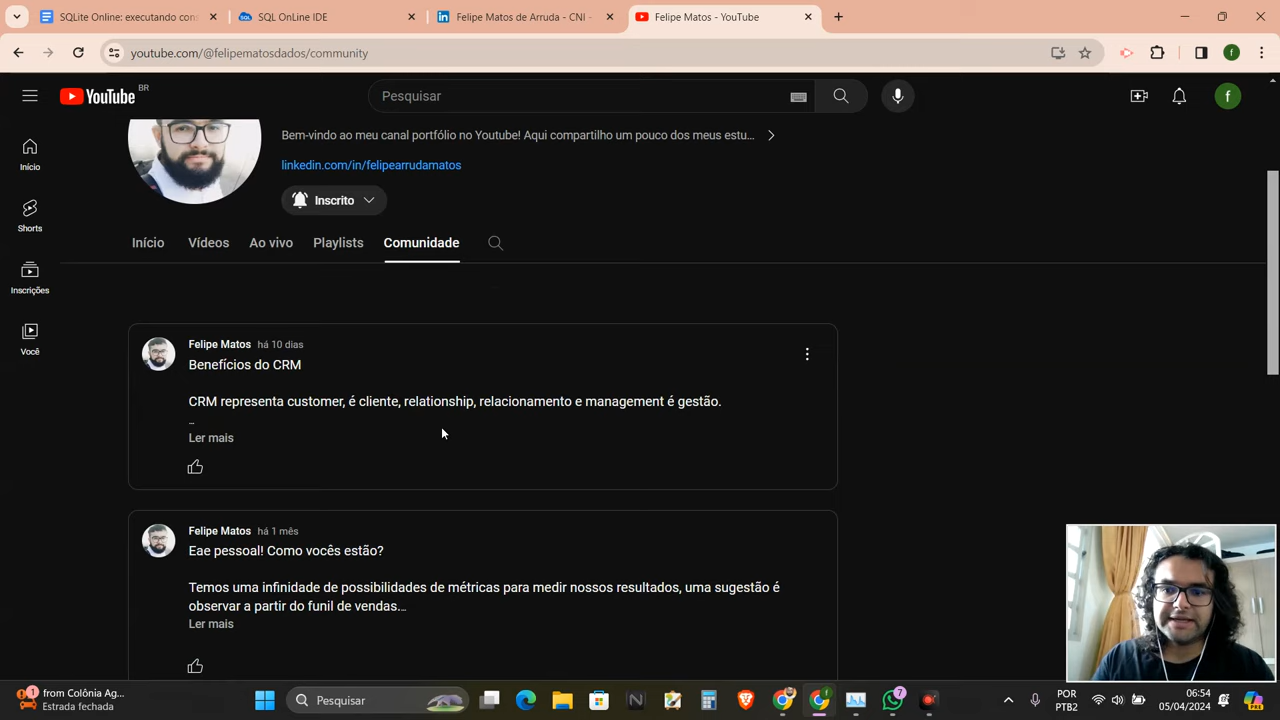 SQLite Online: executando con
SQL OnLine IDE
Felipe Matos de Arruda - CNI -
Felipe Matos - YouTube
youtube.com/@felipematosdados/community
YouTube
BR
Pesquisar
f
Bem-vindo ao meu canal portfólio no Youtube! Aqui compartilho um pouco dos meus estu...
linkedin.com/in/felipearrudamatos
Inscrito
Início
Vídeos
Ao vivo
Playlists
Comunidade
Início
Shorts
Inscrições
Você
Felipe Matos há 10 dias
Benefícios do CRM
CRM representa customer, é cliente, relationship, relacionamento e management é gestão.
...
Ler mais
Felipe Matos há 1 mês
Eae pessoal! Como vocês estão?
Temos uma infinidade de possibilidades de métricas para medir nossos resultados, uma sugestão é
observar a partir do funil de vendas...
Ler mais
1
from Colônia Ag...
Estrada fechada
Pesquisar
7
POR
PTB2
06:54
05/04/2024